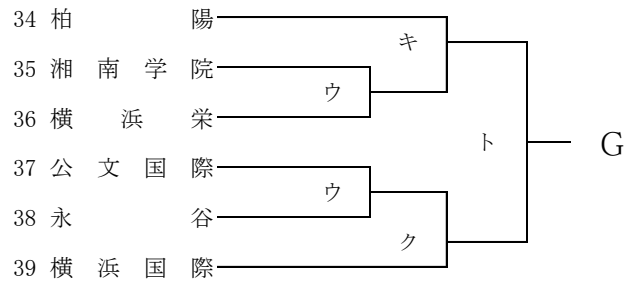 34 柏陽
キ
35 湘南学院
ウ
36 横浜栄
ト
G
37 公文国際
ウ
38 永谷
ク
39 横浜国際